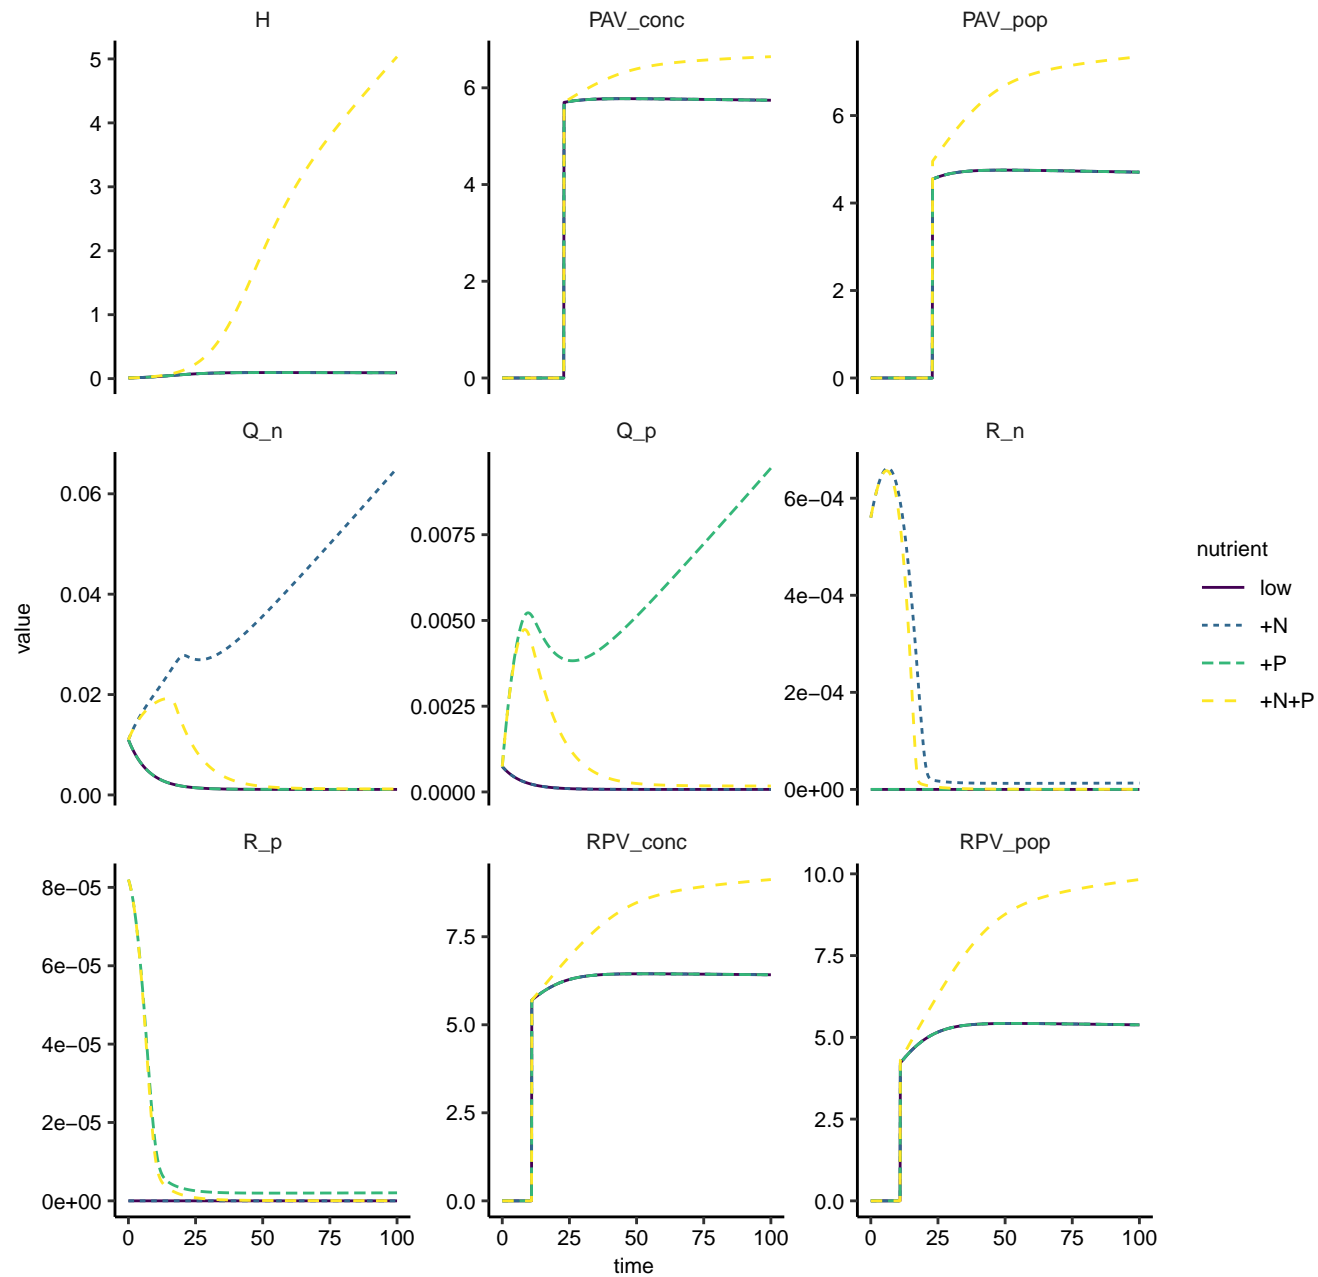 H
PAV_conc
PAV_pop
5
4
3
2
1
0
6
4
2
0
6
4
2
0
Q_n
Q_p
R_n
0.06
0.04
0.02
0.00
0.0075
0.0050
0.0025
0.0000
6e−04
4e−04
2e−04
0e+00
R_p
RPV_conc
RPV_pop
8e−05
6e−05
4e−05
2e−05
0e+00
7.5
5.0
2.5
0.0
10.0
7.5
5.0
2.5
0.0
0 25 50 75 100
0 25 50 75 100
0 25 50 75 100
time
value
nutrient
low
+N
+P
+N+P